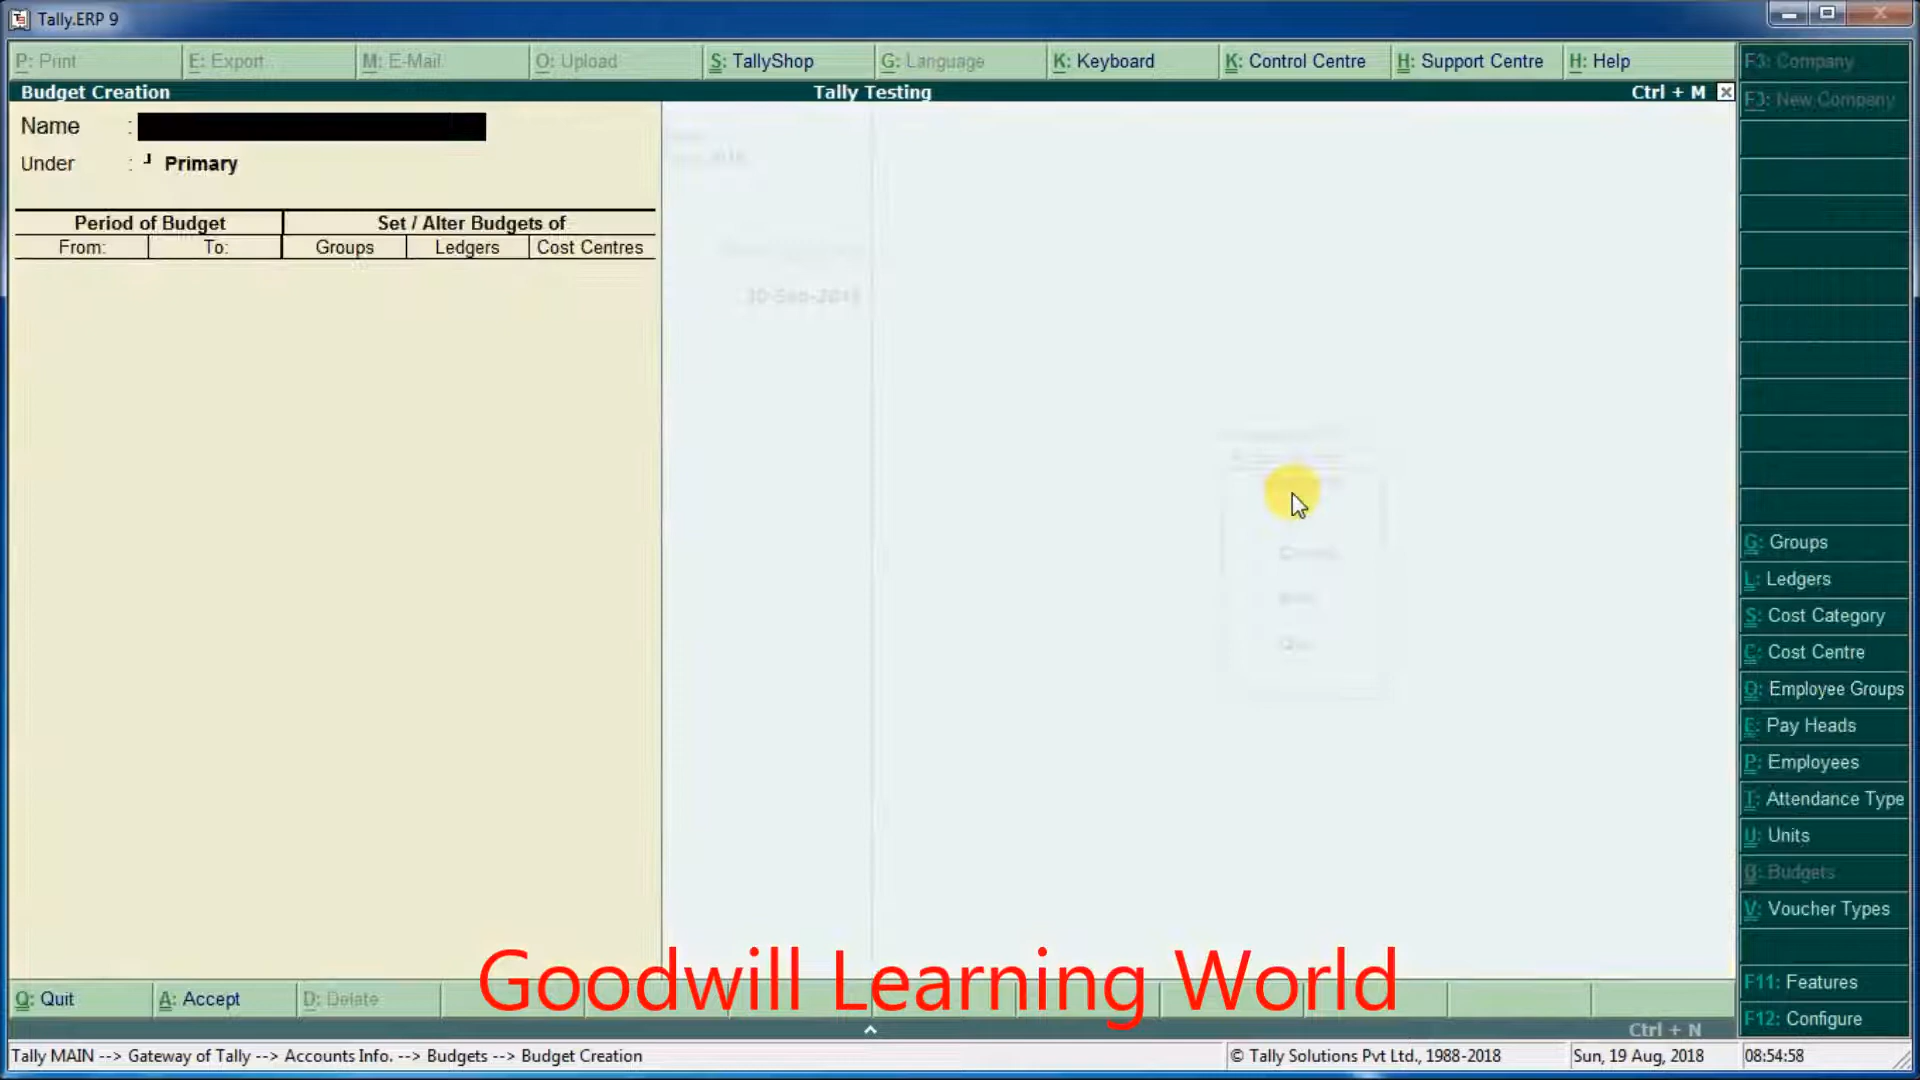 Tally.ERP 9
P: Print
E: Export..
M: E-Mail
O: Upload
S: TallyShop
G: Language
K: Keyboard
K: Control Centre
H: Support Centre
H: Help
F3: Company
F3: New Company
Budget Creation
Tally Testing
Ctrl + M
Name :
Under : Primary
Period of Budget
Set / Alter Budgets of
From:
To:
Groups
Ledgers
Cost Centres
G: Groups
L: Ledgers
S: Cost Category
C: Cost Centre
O: Employee Groups
E: Pay Heads
P: Employees
T: Attendance Type
U: Units
B: Budgets
V: Voucher Types
F11: Features
F12: Configure
Q: Quit
A: Accept
D: Delete
Goodwill Learning World
Ctrl + N
Tally MAIN --> Gateway of Tally --> Accounts Info. --> Budgets --> Budget Creation
© Tally Solutions Pvt Ltd., 1988-2018
Sun, 19 Aug, 2018
08:54:58